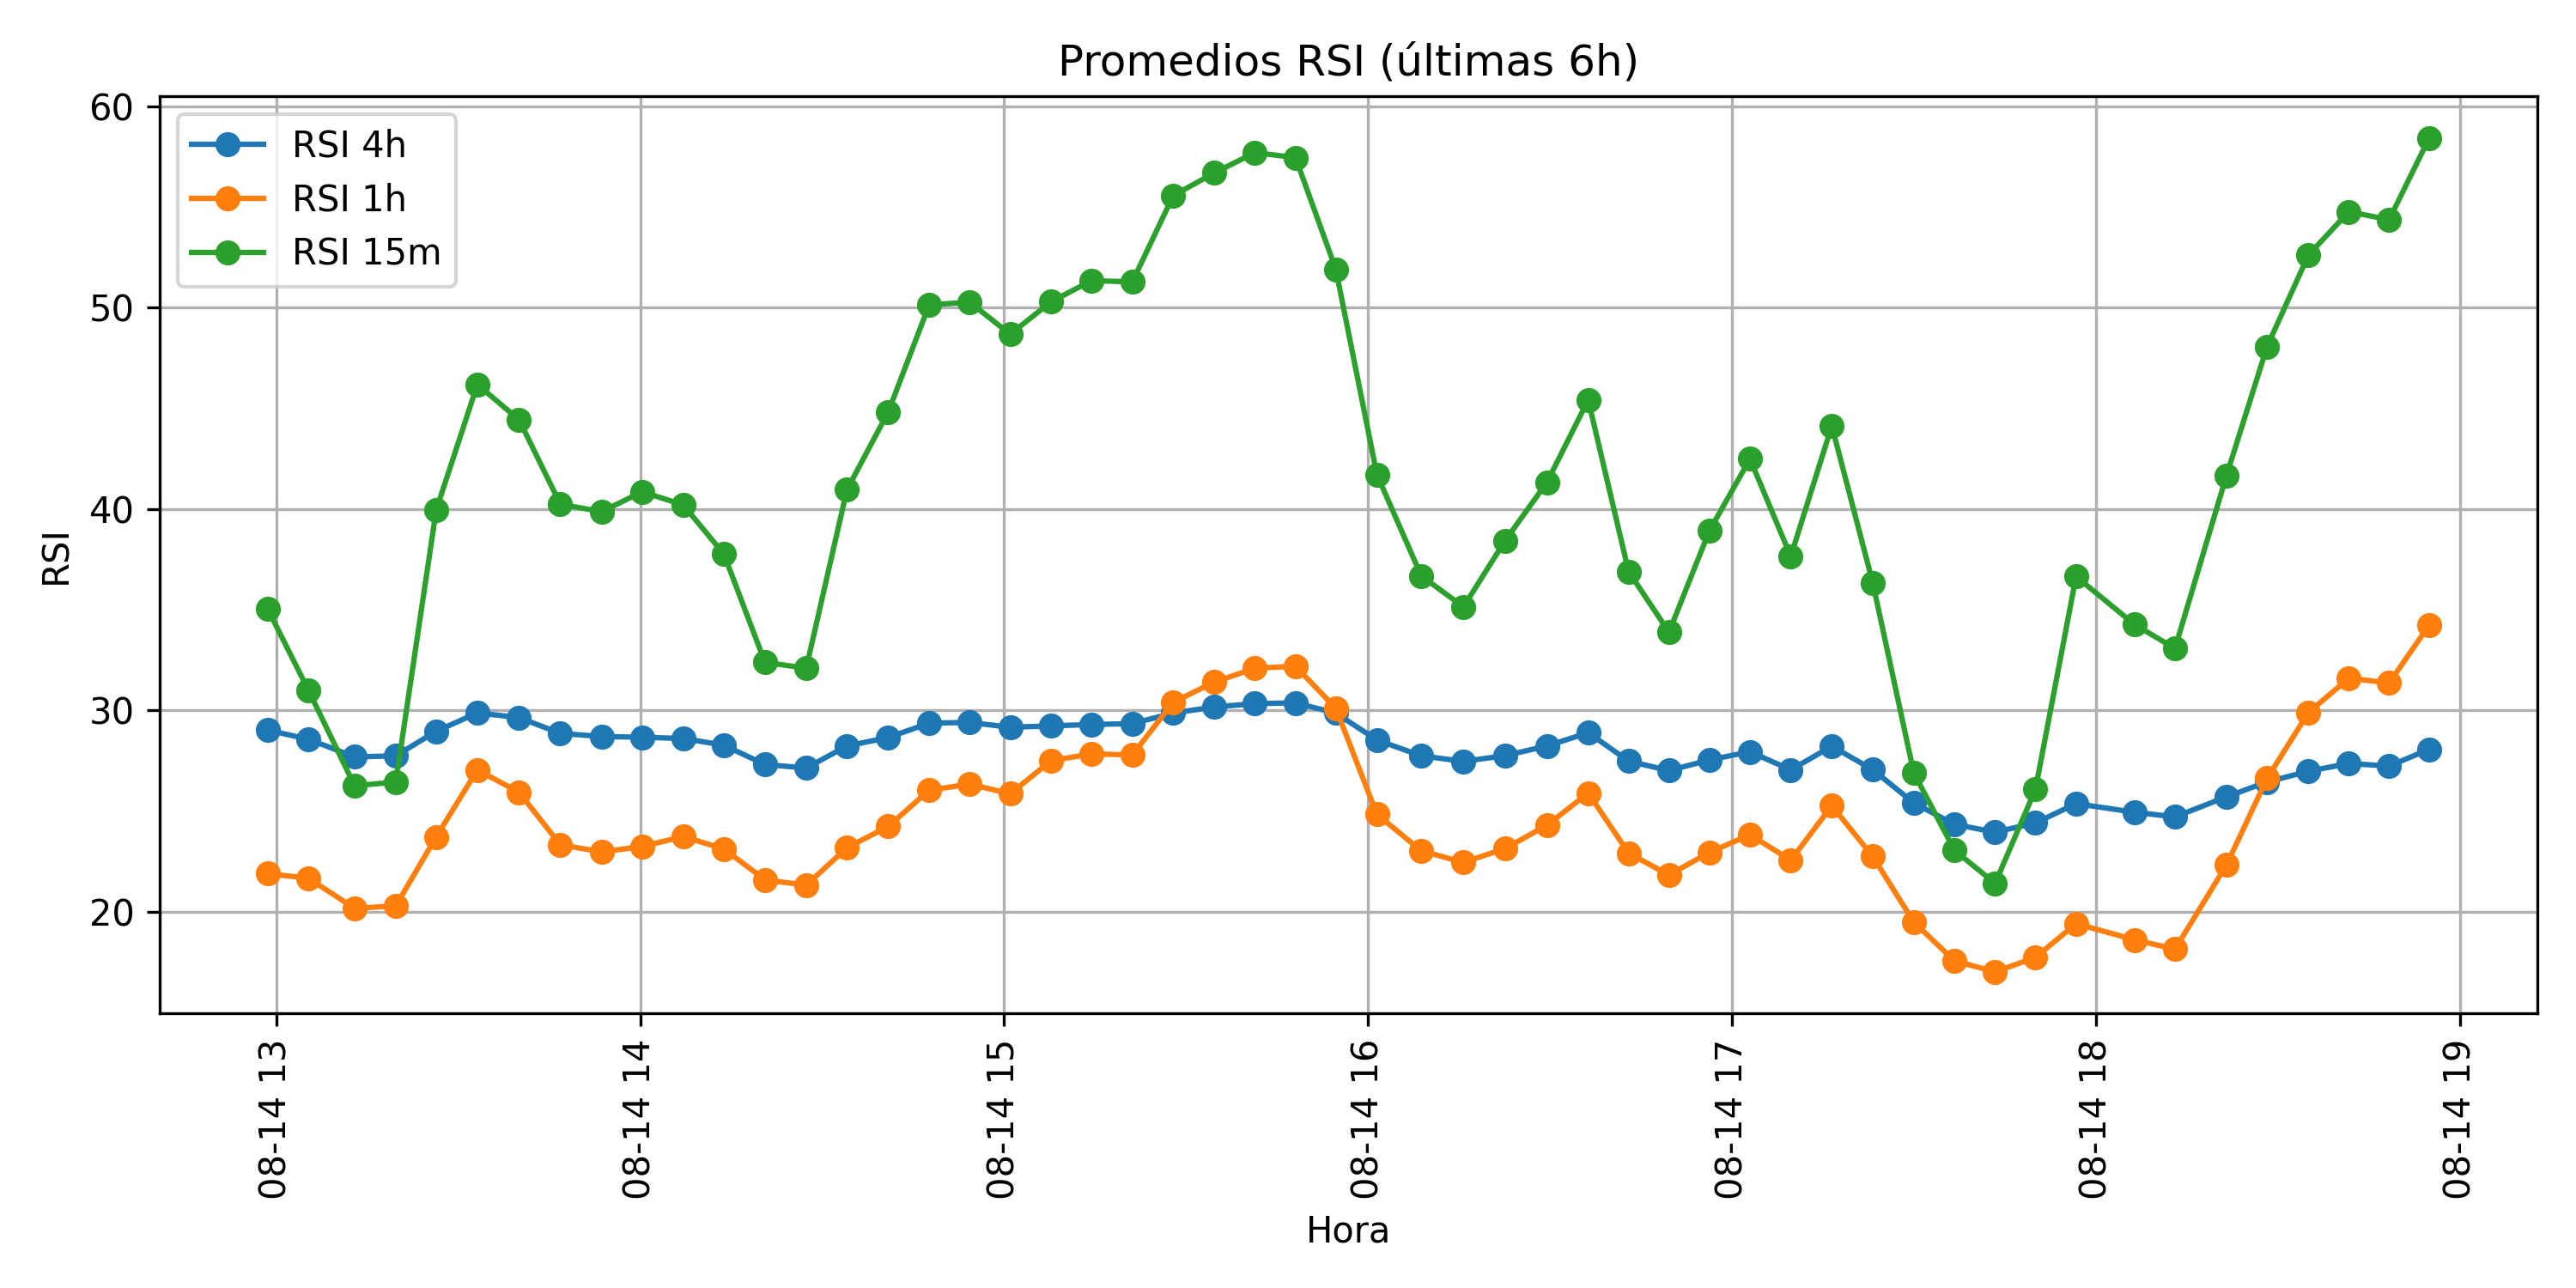 Promedios RSI (últimas 6h)
RSI 4h
RSI 1h
RSI 15m
60
50
40
30
20
RSI
08-14 13
08-14 14
08-14 15
08-14 16
08-14 17
08-14 18
08-14 19
Hora